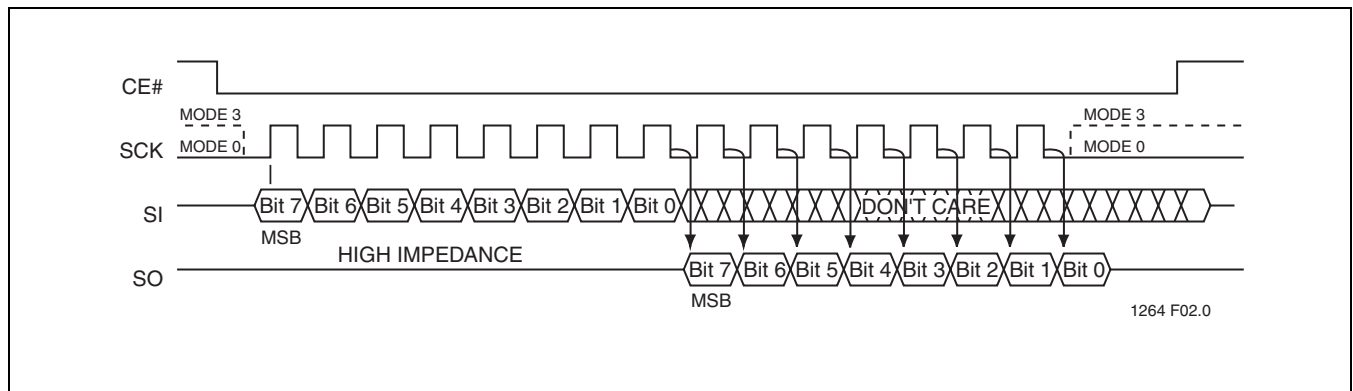 CE#
MODE 3 MODE 3
SCK MODE 0 MODE 0
SI Bit 7 Bit 6 Bit 5 Bit 4 Bit 3 Bit 2 Bit 1 Bit 0 DON'T CARE
MSB
HIGH IMPEDANCE
SO Bit 7 Bit 6 Bit 5 Bit 4 Bit 3 Bit 2 Bit 1 Bit 0
MSB
1264 F02.0